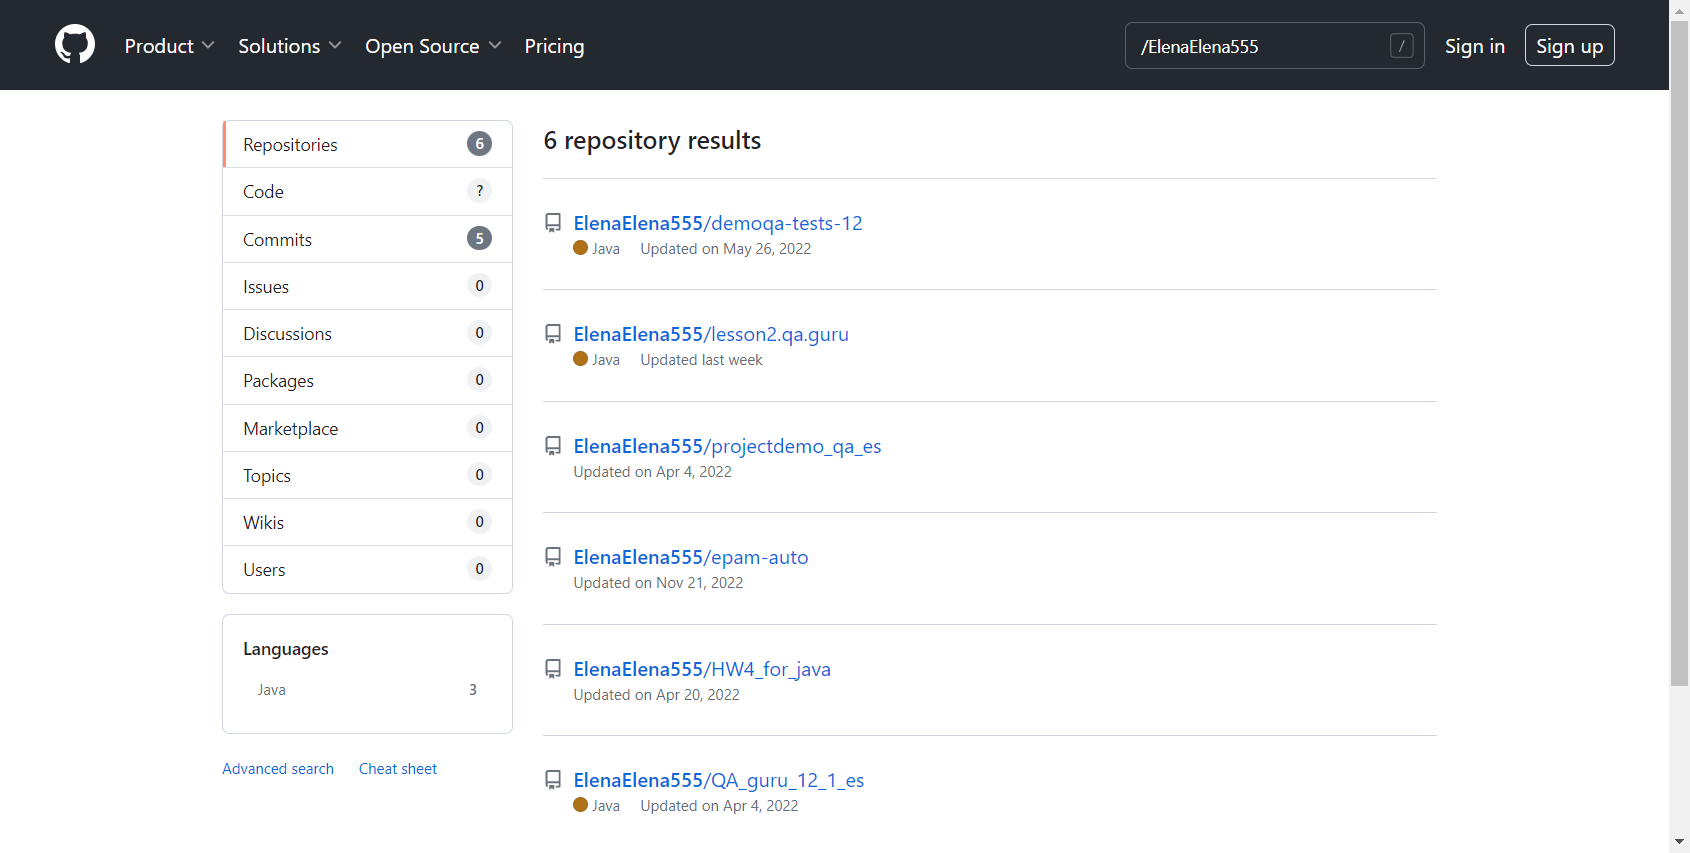 Product Solutions Open Source Pricing /ElenaElena555 / Sign in Sign up
Repositories 6
Code ?
Commits 5
Issues 0
Discussions 0
Packages 0
Marketplace 0
Topics 0
Wikis 0
Users 0
Languages
Java 3
Advanced search Cheat sheet
6 repository results
ElenaElena555/demoqa-tests-12
Java Updated on May 26, 2022
ElenaElena555/lesson2.qa.guru
Java Updated last week
ElenaElena555/projectdemo_qa_es
Updated on Apr 4, 2022
ElenaElena555/epam-auto
Updated on Nov 21, 2022
ElenaElena555/HW4_for_java
Updated on Apr 20, 2022
ElenaElena555/QA_guru_12_1_es
Java Updated on Apr 4, 2022